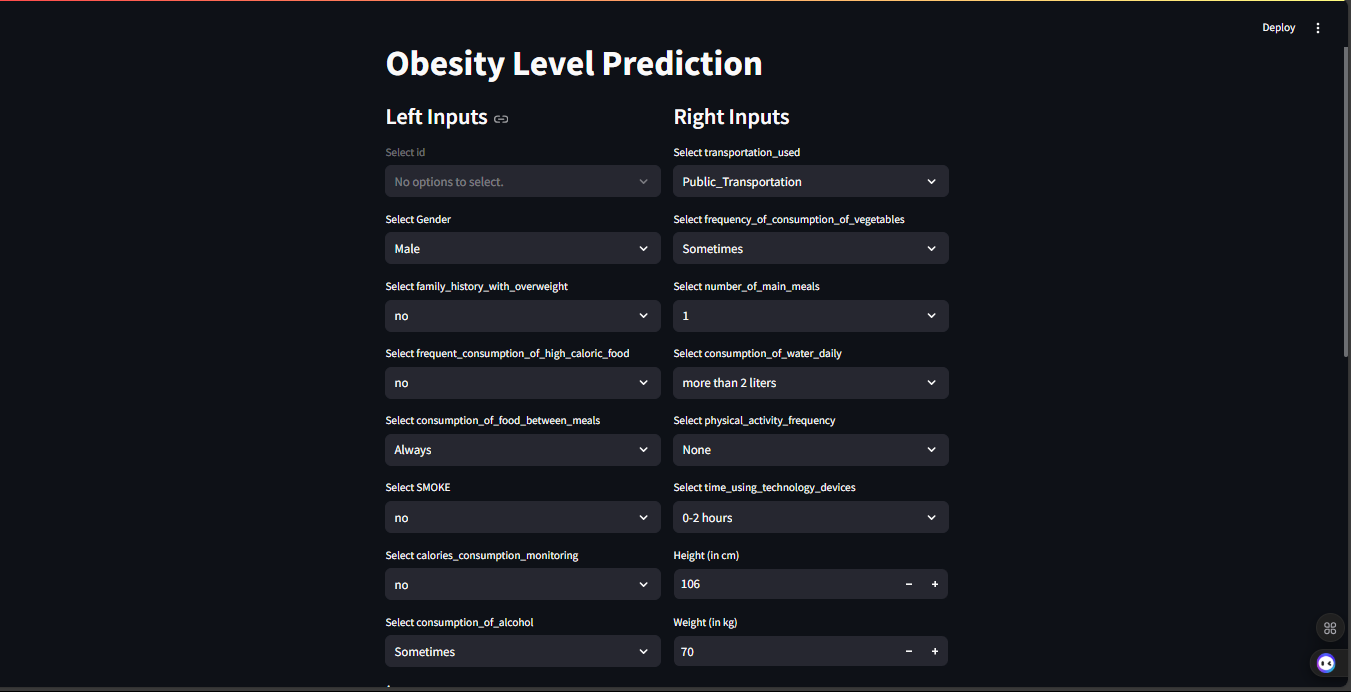 Deploy
Obesity Level Prediction
Left Inputs
Select id
No options to select.
Select Gender
Male
Select family_history_with_overweight
no
Select frequent_consumption_of_high_caloric_food
no
Select consumption_of_food_between_meals
Always
Select SMOKE
no
Select calories_consumption_monitoring
no
Select consumption_of_alcohol
Sometimes
Right Inputs
Select transportation_used
Public_Transportation
Select frequency_of_consumption_of_vegetables
Sometimes
Select number_of_main_meals
1
Select consumption_of_water_daily
more than 2 liters
Select physical_activity_frequency
None
Select time_using_technology_devices
0-2 hours
Height (in cm)
106
Weight (in kg)
70